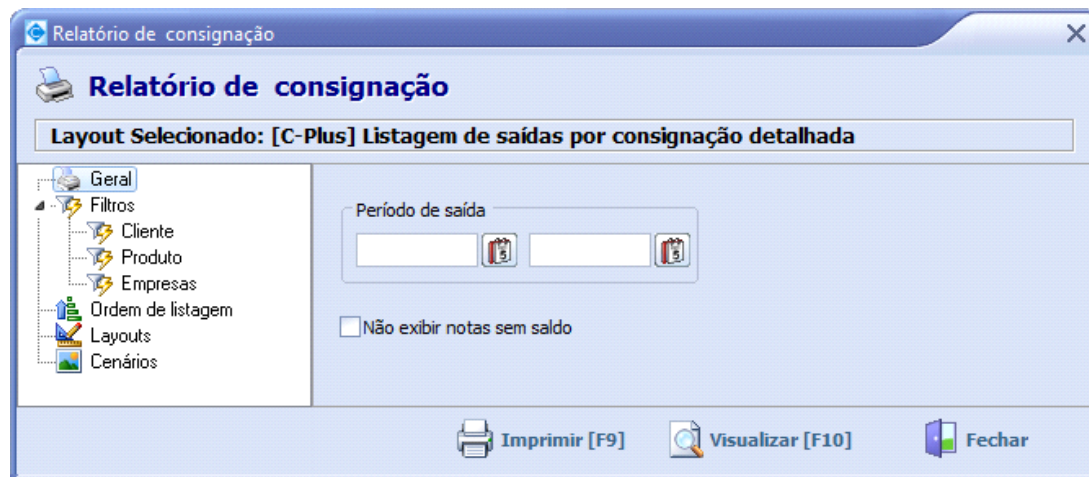 Relatório de consignação
Relatório de consignação
Layout Selecionado: [C-Plus] Listagem de saídas por consignação detalhada
Geral
Filtros
Cliente
Produto
Empresas
Ordem de listagem
Layouts
Cenários
Período de saída
Não exibir notas sem saldo
Imprimir [F9] Visualizar [F10] Fechar